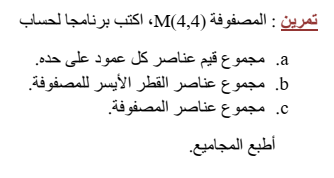 تمرين : المصفوفة M(4,4)، اكتب برنامجا لحساب
a. مجموع قيم عناصر كل عمود على حده.
b. مجموع عناصر القطر الأيسر للمصفوفة.
c. مجموع عناصر المصفوفة.
أطبع المجاميع.